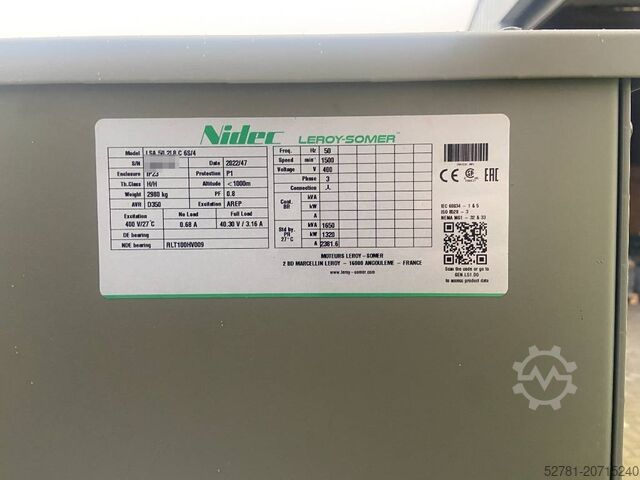 Nidec LEROY-SOMER™
Model LSA 50.2L8 C 6S/4
S/N Date 2022/47
Enclosure IP23 Protection P1
Th.Class H/H Altitude <1000m
Weight 2980 kg PF 0.8
AVR D350 Excitation AREP
Excitation No Load Full Load
400 V/27°C 0.68 A 40.30 V / 3.16 A
DE bearing
NDE bearing RLT100HV009
Freq. Hz 50
Speed min⁻¹ 1500
Voltage V 400
Phase 3
Connection
Cont. kVA
kW
A
Std by. kVA 1650
kW 1320
27°C A 2381.6
MOTEURS LEROY - SOMER
2 BD MARCELLIN LEROY - 16000 ANGOULEME - FRANCE
www.leroy-somer.com
CE EAC
IEC 60034 - 1 & 5
ISO 8528 - 3
NEMA MG1 - 32 & 33
Scan the code or go to
to access product data
52781-20715240